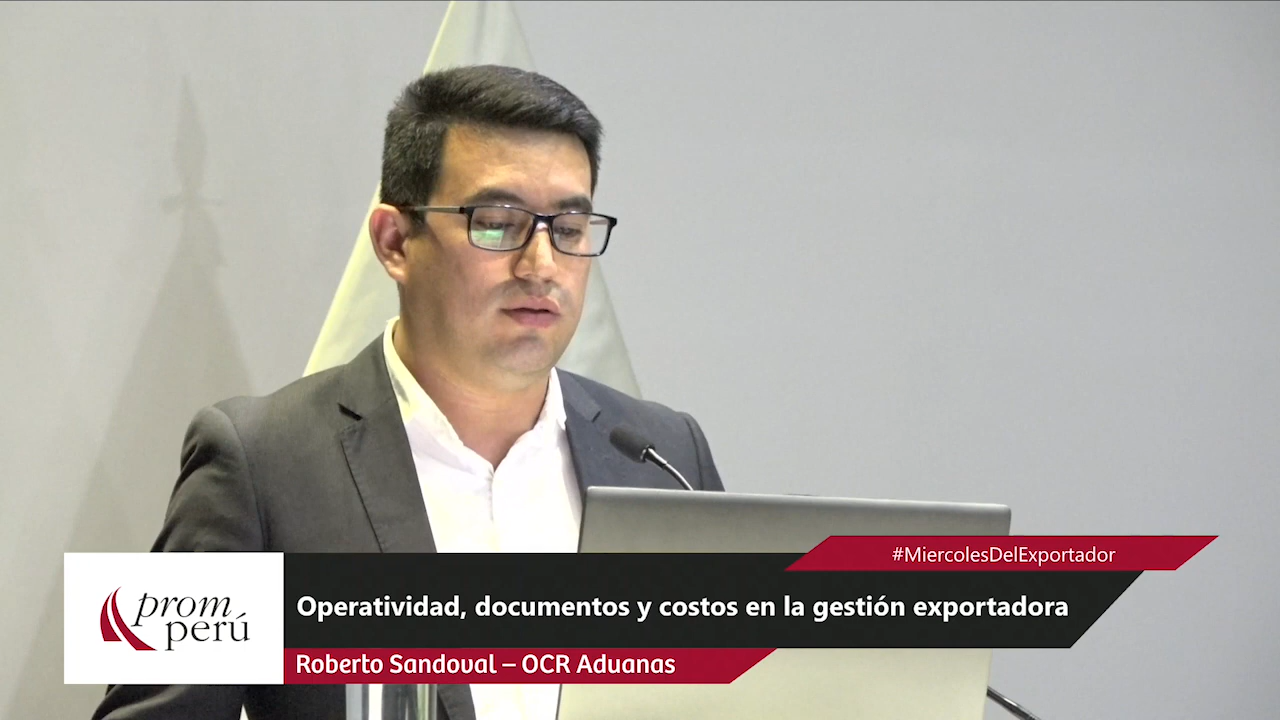 #MiercolesDelExportador
prom
perú
Operatividad, documentos y costos en la gestión exportadora
Roberto Sandoval – OCR Aduanas